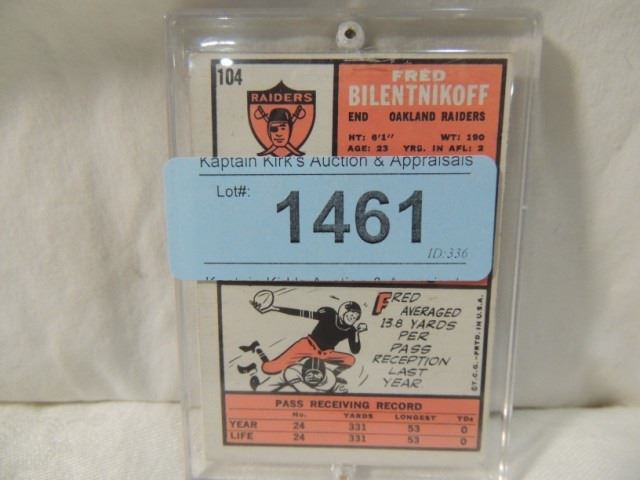 104
RAIDERS
FRED
BILENTNIKOFF
END OAKLAND RAIDERS
HT: 6'1" WT: 190
AGE: 23 YRS. IN AFL: 2
Kaptain Kirk's Auction & Appraisals
Lot#:
1461
ID:336
FRED
AVERAGED
13.8 YARDS
PER
PASS
RECEPTION
LAST
YEAR.
©T.C.G.-PRTD. IN U.S.A.
PASS RECEIVING RECORD
No. YARDS LONGEST TDs
YEAR 24 331 53 0
LIFE 24 331 53 0